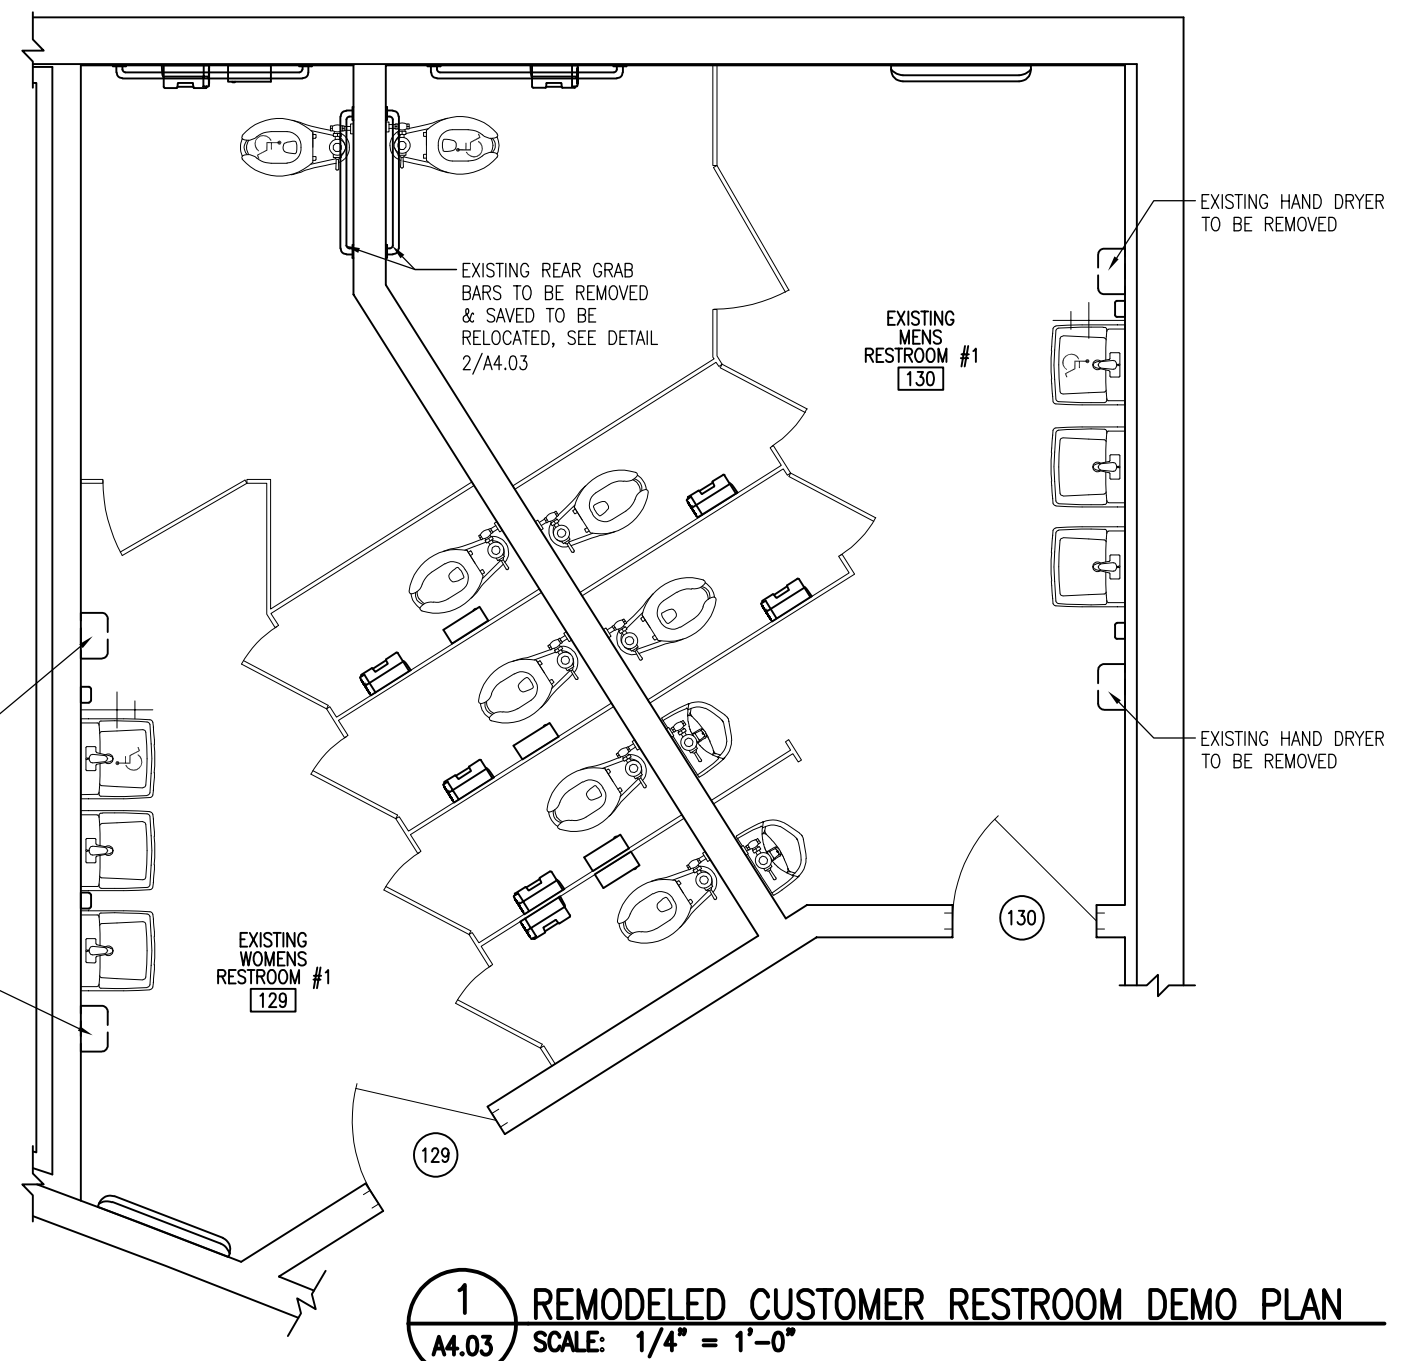 EXISTING HAND DRYER
TO BE REMOVED
EXISTING REAR GRAB
BARS TO BE REMOVED
& SAVED TO BE
RELOCATED, SEE DETAIL
2/A4.03
EXISTING
MENS
RESTROOM #1
130
EXISTING HAND DRYER
TO BE REMOVED
130
EXISTING
WOMENS
RESTROOM #1
129
129
1
A4.03
REMODELED CUSTOMER RESTROOM DEMO PLAN
SCALE: 1/4" = 1'-0"